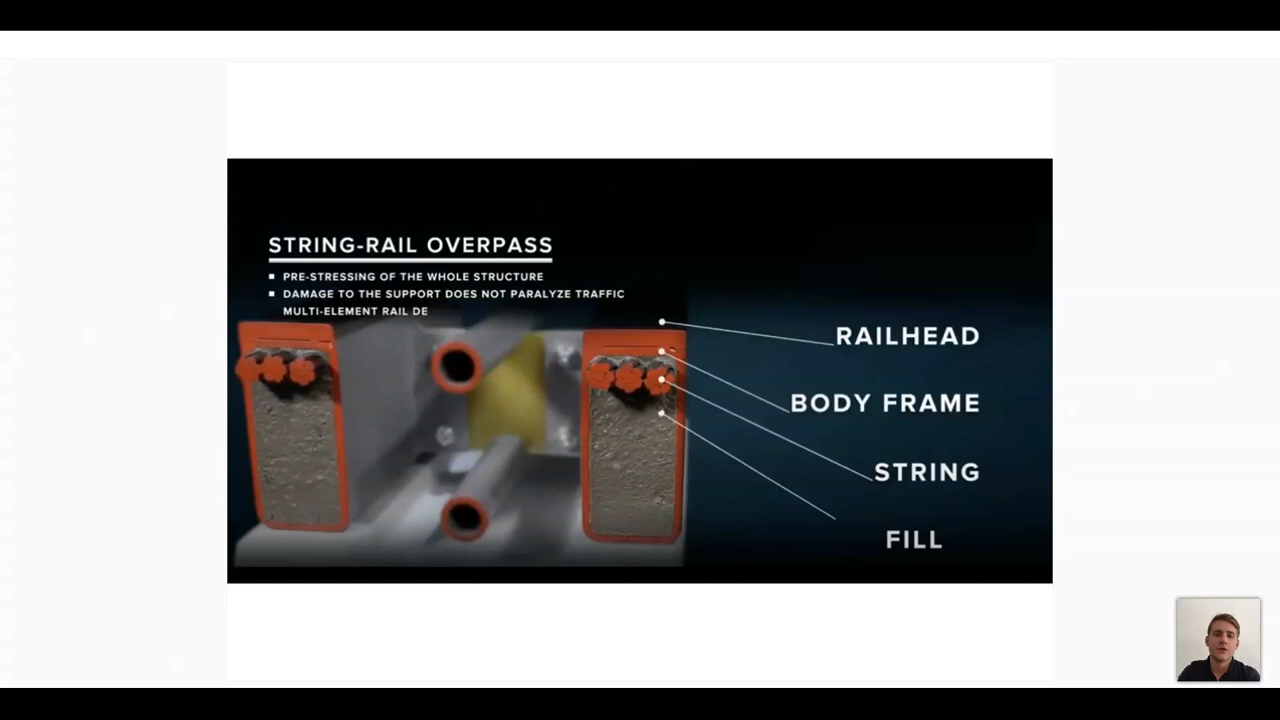 STRING-RAIL OVERPASS
▪ PRE-STRESSING OF THE WHOLE STRUCTURE
▪ DAMAGE TO THE SUPPORT DOES NOT PARALYZE TRAFFIC
MULTI-ELEMENT RAIL DE
RAILHEAD
BODY FRAME
STRING
FILL